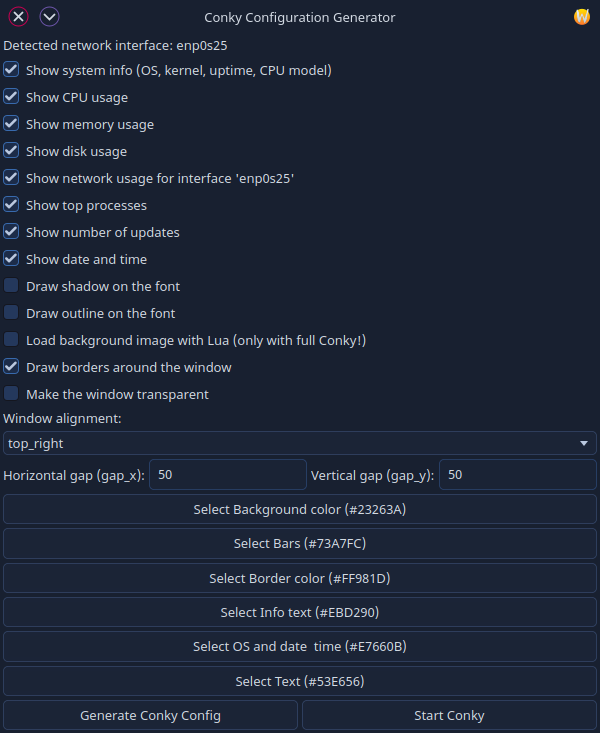 Conky Configuration Generator
Detected network interface: enp0s25
Show system info (OS, kernel, uptime, CPU model)
Show CPU usage
Show memory usage
Show disk usage
Show network usage for interface 'enp0s25'
Show top processes
Show number of updates
Show date and time
Draw shadow on the font
Draw outline on the font
Load background image with Lua (only with full Conky!)
Draw borders around the window
Make the window transparent
Window alignment:
top_right
Horizontal gap (gap_x): 50 Vertical gap (gap_y): 50
Select Background color (#23263A)
Select Bars (#73A7FC)
Select Border color (#FF981D)
Select Info text (#EBD290)
Select OS and date  time (#E7660B)
Select Text (#53E656)
Generate Conky Config Start Conky